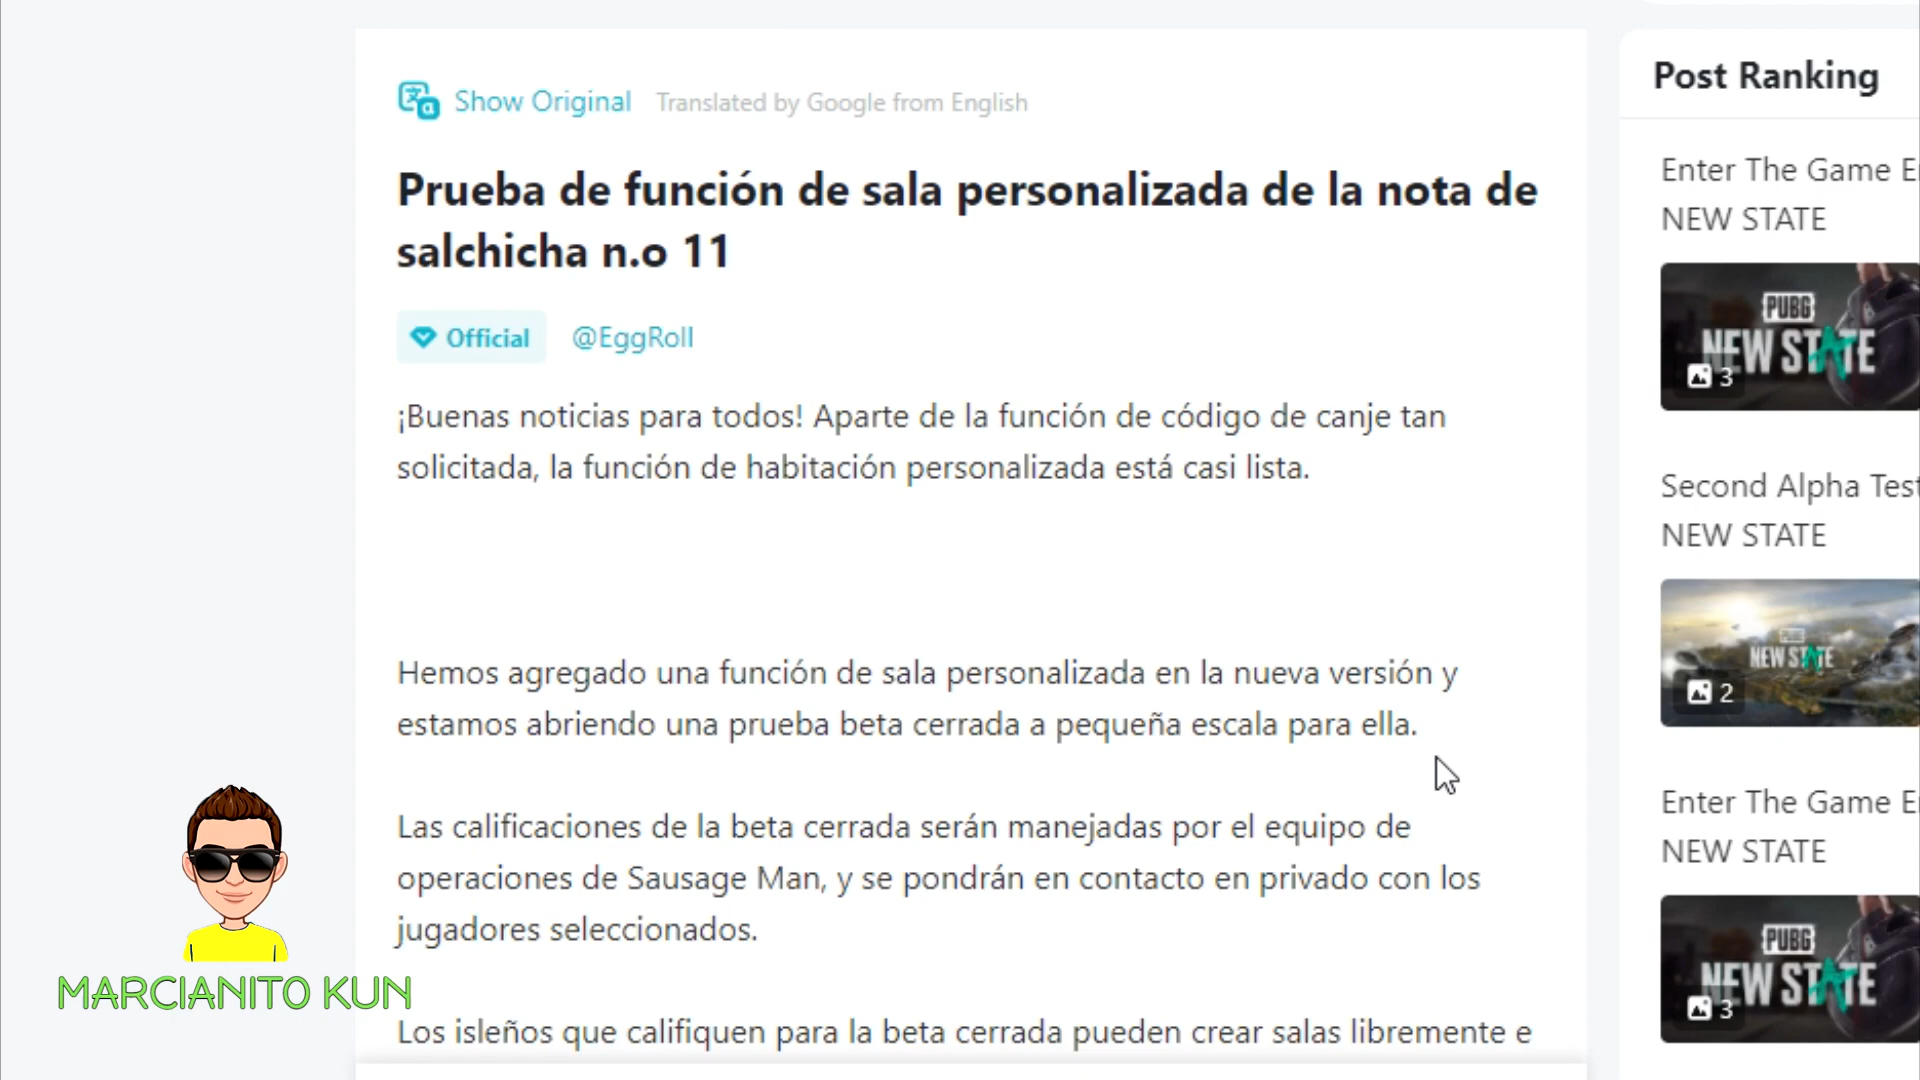 Show Original Translated by Google from English
Prueba de función de sala personalizada de la nota de
salchicha n.o 11
Official @EggRoll
¡Buenas noticias para todos! Aparte de la función de código de canje tan
solicitada, la función de habitación personalizada está casi lista.
Hemos agregado una función de sala personalizada en la nueva versión y
estamos abriendo una prueba beta cerrada a pequeña escala para ella.
Las calificaciones de la beta cerrada serán manejadas por el equipo de
operaciones de Sausage Man, y se pondrán en contacto en privado con los
jugadores seleccionados.
Los isleños que califiquen para la beta cerrada pueden crear salas libremente e
MARCIANITO KUN
Post Ranking
Enter The Game E
NEW STATE
PUBG
NEW STATE
3
Second Alpha Test
NEW STATE
NEW STATE
2
Enter The Game E
NEW STATE
PUBG
NEW STATE
3